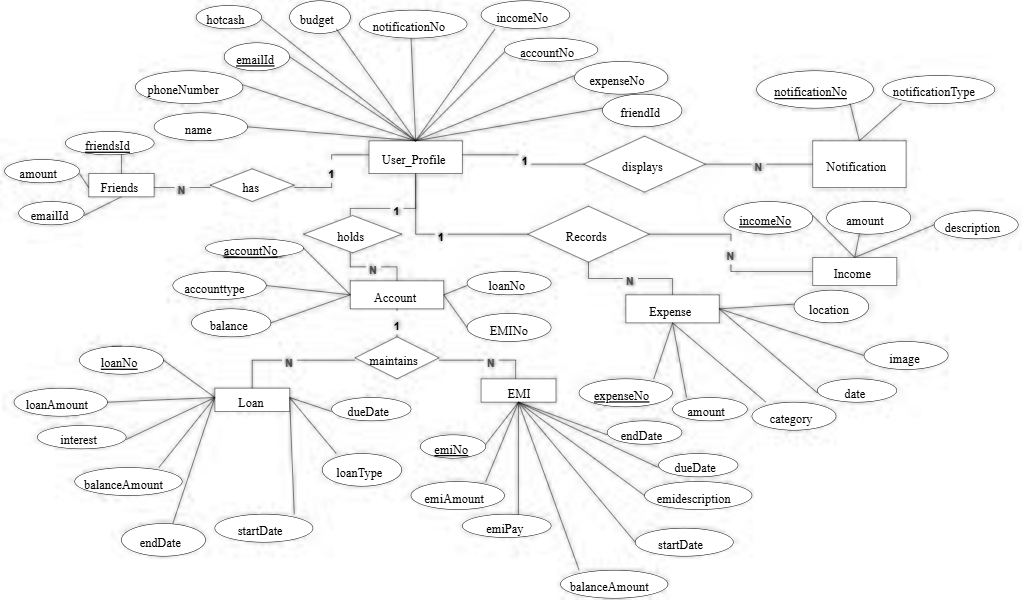 hotcash
budget
notificationNo
incomeNo
accountNo
emailId
expenseNo
phoneNumber
friendId
name
notificationNo
notificationType
friendsId
amount
Friends
emailId
N
has
1
User_Profile
1
displays
N
Notification
1
holds
N
1
Records
N
N
incomeNo
amount
description
Income
accountNo
accounttype
balance
Account
loanNo
EMINo
1
Expense
location
image
date
category
amount
expenseNo
N
maintains
N
loanNo
loanAmount
interest
balanceAmount
endDate
startDate
Loan
dueDate
loanType
EMI
emiNo
emiAmount
emiPay
endDate
dueDate
emidescription
startDate
balanceAmount